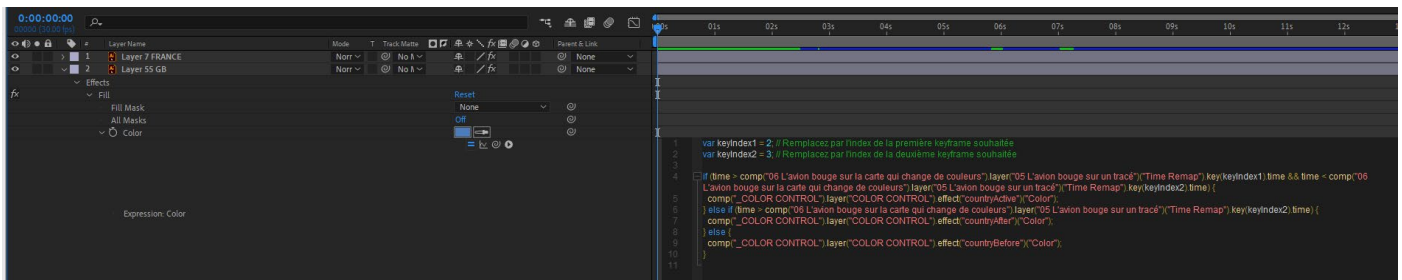 0:00:00:00
00000 (30.00 fps)
00s 01s 02s 03s 04s 05s 06s 07s 08s 09s 10s 11s 12s
# Layer Name Mode T Track Matte Parent & Link
1 Layer 7 FRANCE Norr No M None
2 Layer 55 GB Norr No M None
Effects
fx Fill Reset
Fill Mask None
All Masks Off
Color
Expression: Color
1 var keyIndex1 = 2; // Remplacez par l'index de la première keyframe souhaitée
2 var keyIndex2 = 3; // Remplacez par l'index de la deuxième keyframe souhaitée
3
4 if (time > comp("06 L'avion bouge sur la carte qui change de couleurs").layer("05 L'avion bouge sur un tracé")("Time Remap").key(keyIndex1).time && time < comp("06
L'avion bouge sur la carte qui change de couleurs").layer("05 L'avion bouge sur un tracé")("Time Remap").key(keyIndex2).time) {
5 comp("_COLOR CONTROL").layer("COLOR CONTROL").effect("countryActive")("Color");
6 } else if (time > comp("06 L'avion bouge sur la carte qui change de couleurs").layer("05 L'avion bouge sur un tracé")("Time Remap").key(keyIndex2).time) {
7 comp("_COLOR CONTROL").layer("COLOR CONTROL").effect("countryAfter")("Color");
8 } else {
9 comp("_COLOR CONTROL").layer("COLOR CONTROL").effect("countryBefore")("Color");
10 }
11